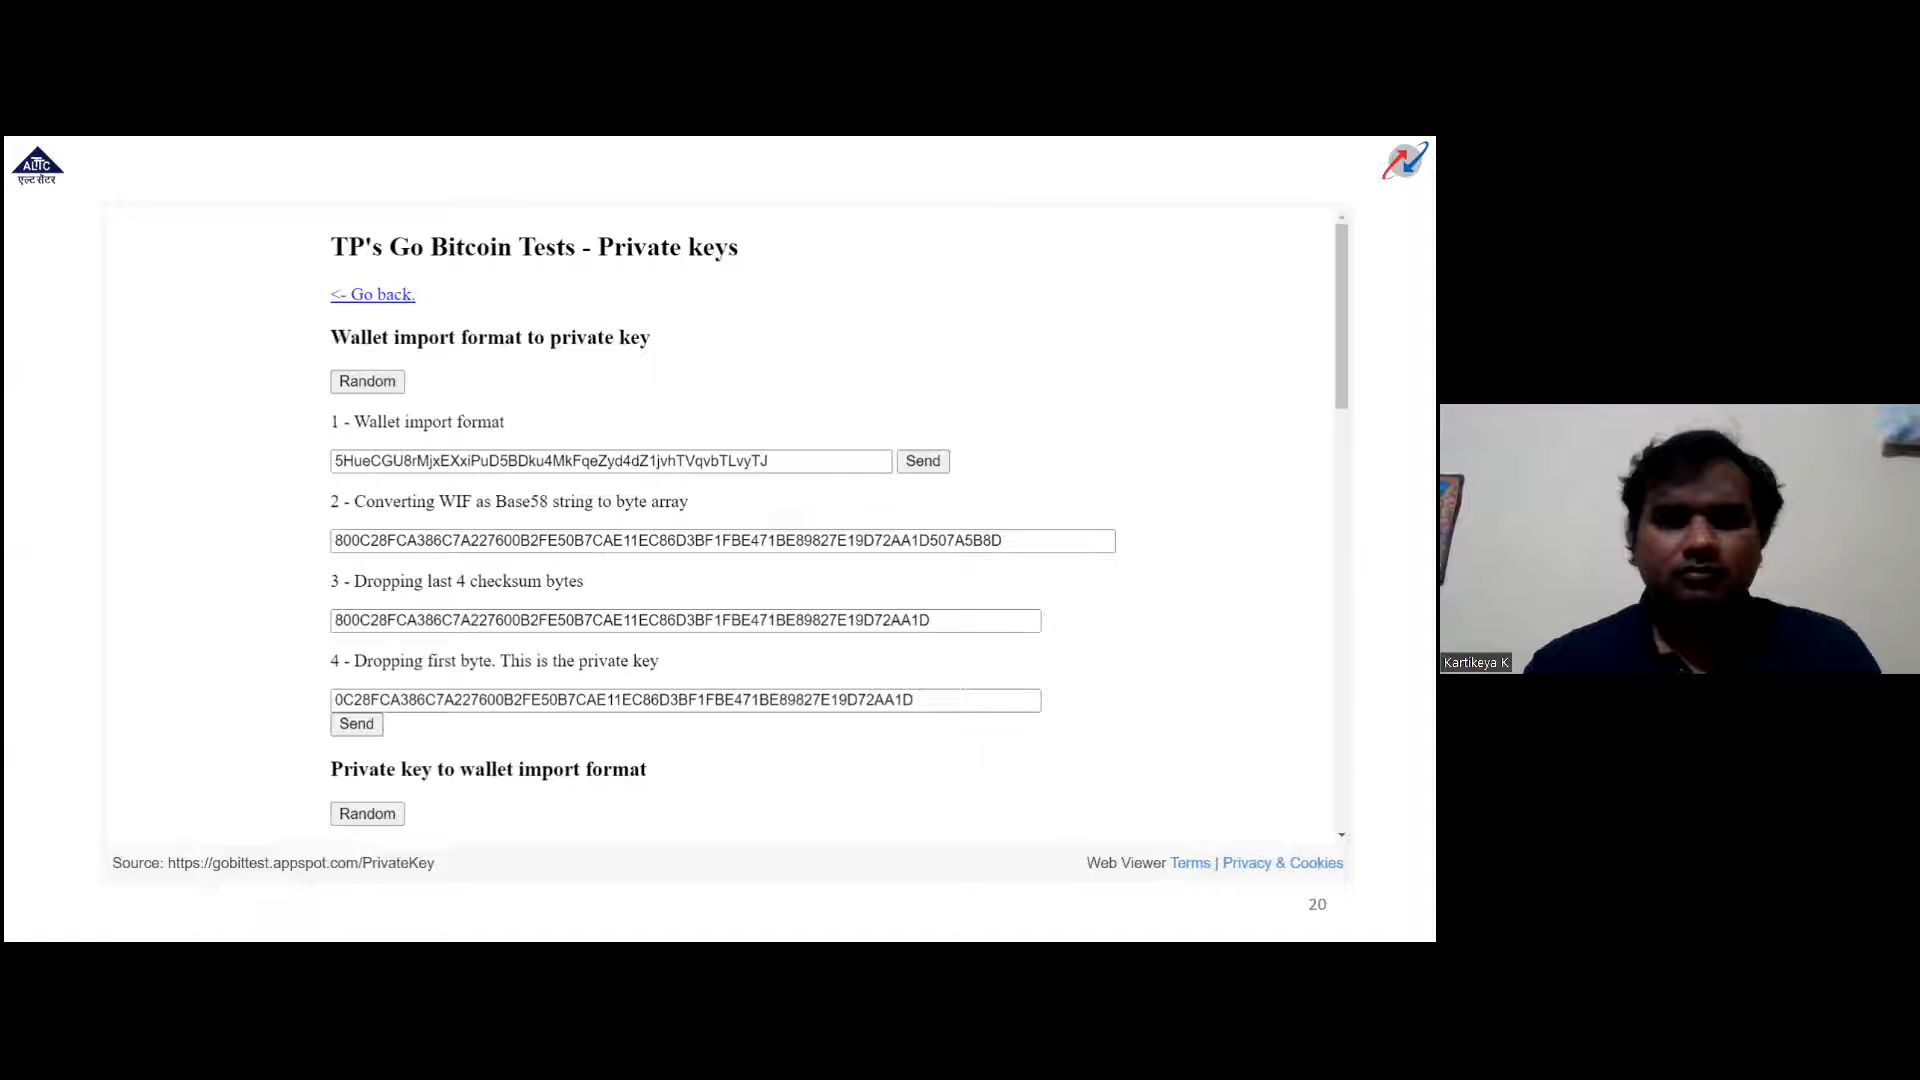 ALTTC
एल्ट सेंटर
TP's Go Bitcoin Tests - Private keys
<- Go back.
Wallet import format to private key
Random
1 - Wallet import format
5HueCGU8rMjxEXxiPuD5BDku4MkFqeZyd4dZ1jvhTVqvbTLvyTJ Send
2 - Converting WIF as Base58 string to byte array
800C28FCA386C7A227600B2FE50B7CAE11EC86D3BF1FBE471BE89827E19D72AA1D507A5B8D
3 - Dropping last 4 checksum bytes
800C28FCA386C7A227600B2FE50B7CAE11EC86D3BF1FBE471BE89827E19D72AA1D
4 - Dropping first byte. This is the private key
0C28FCA386C7A227600B2FE50B7CAE11EC86D3BF1FBE471BE89827E19D72AA1D
Send
Private key to wallet import format
Random
Source: https://gobittest.appspot.com/PrivateKey
Web Viewer Terms | Privacy & Cookies
20
Kartikeya K